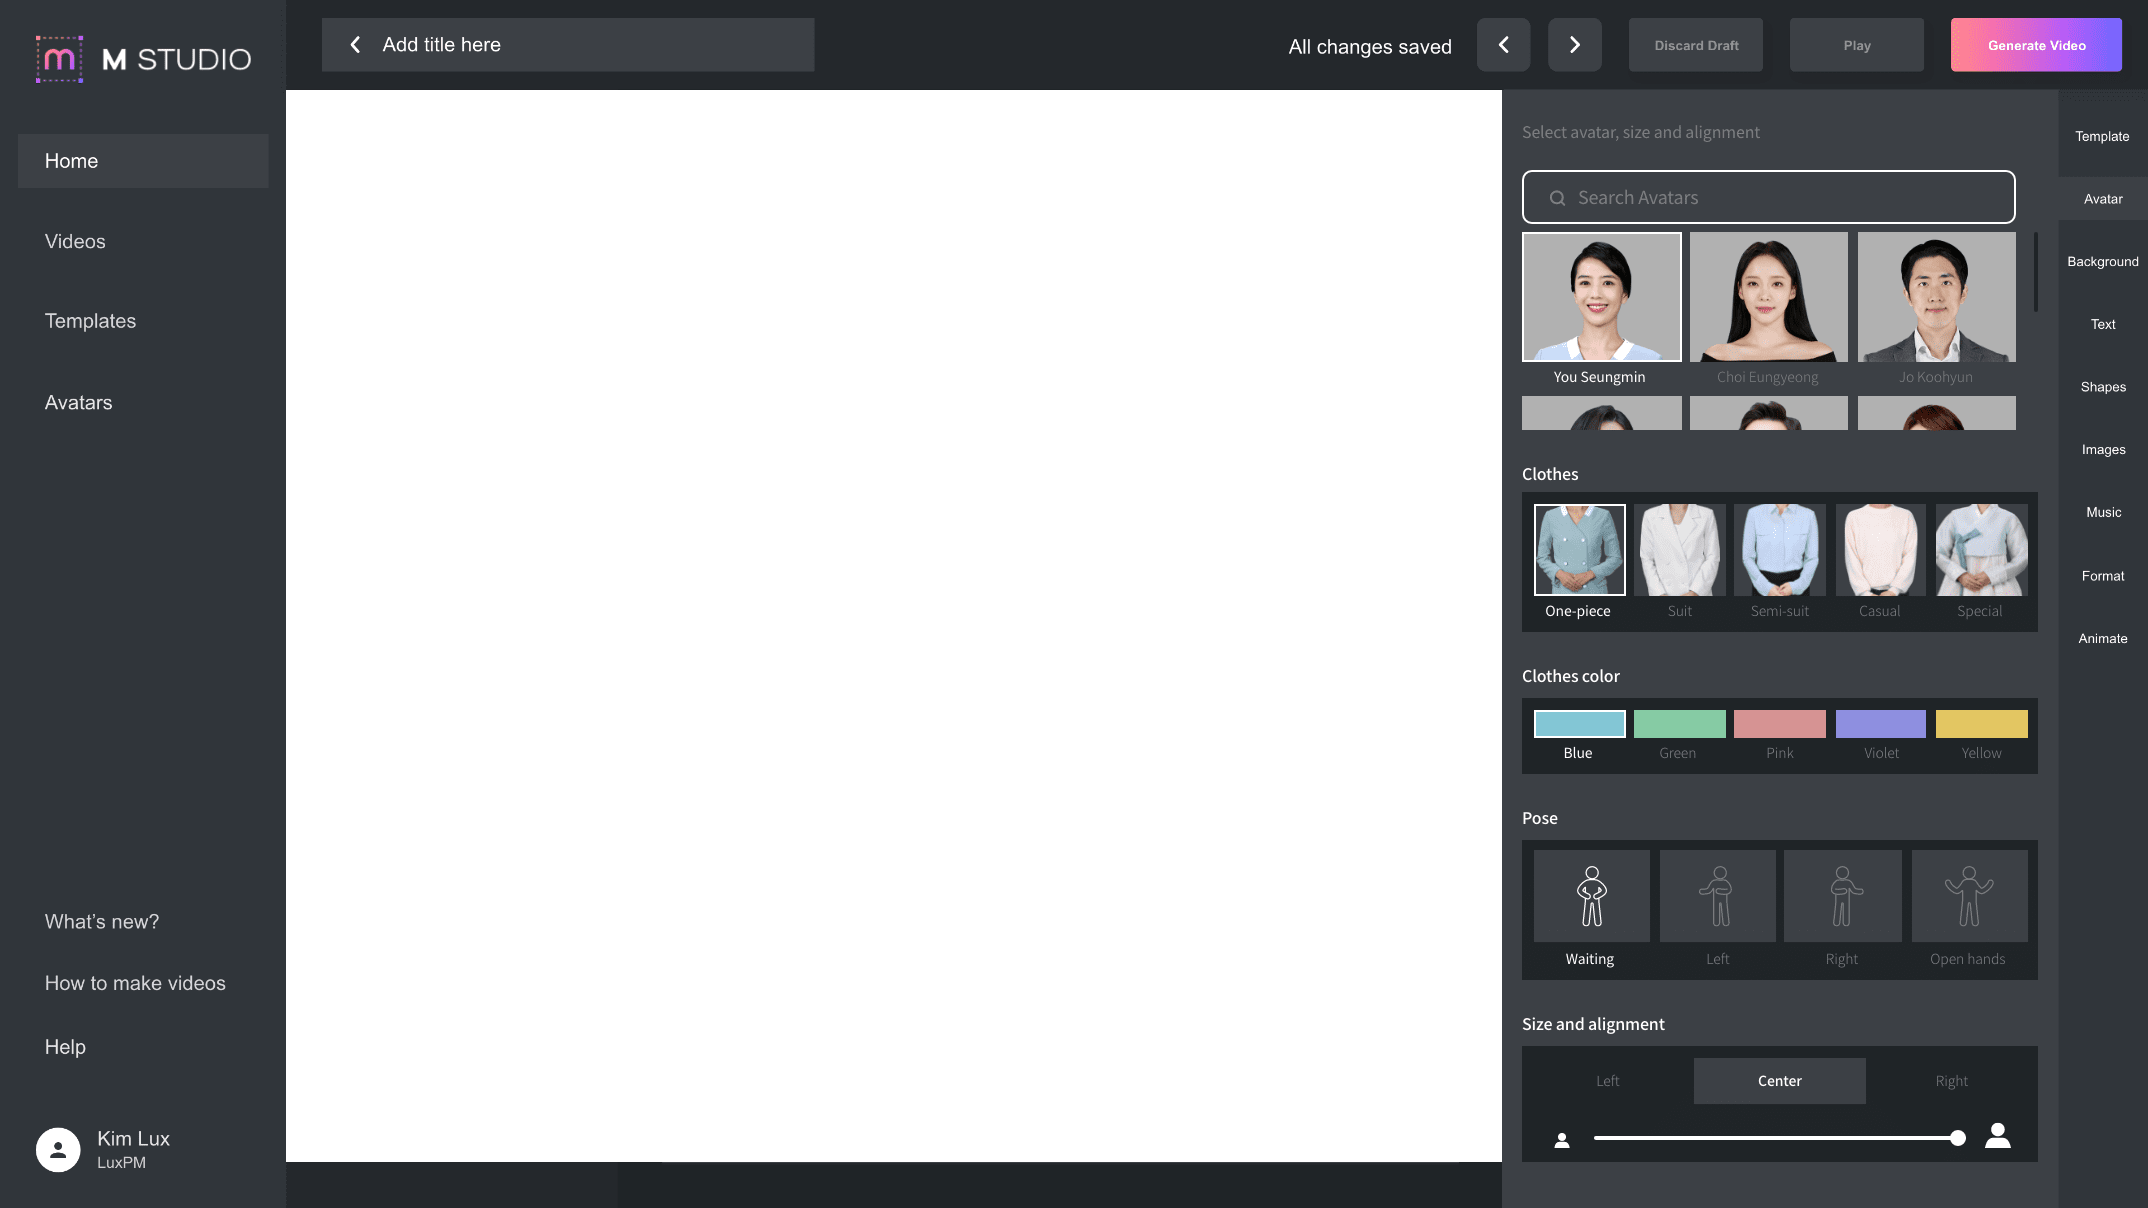 M STUDIO
Home
Videos
Templates
Avatars
What's new?
How to make videos
Help
Kim Lux
LuxPM
Add title here
All changes saved
Discard Draft
Play
Generate Video
Select avatar, size and alignment
Search Avatars
You Seungmin
Choi Eungyeong
Jo Koohyun
Clothes
One-piece
Suit
Semi-suit
Casual
Special
Clothes color
Blue
Green
Pink
Violet
Yellow
Pose
Waiting
Left
Right
Open hands
Size and alignment
Left
Center
Right
Template
Avatar
Background
Text
Shapes
Images
Music
Format
Animate